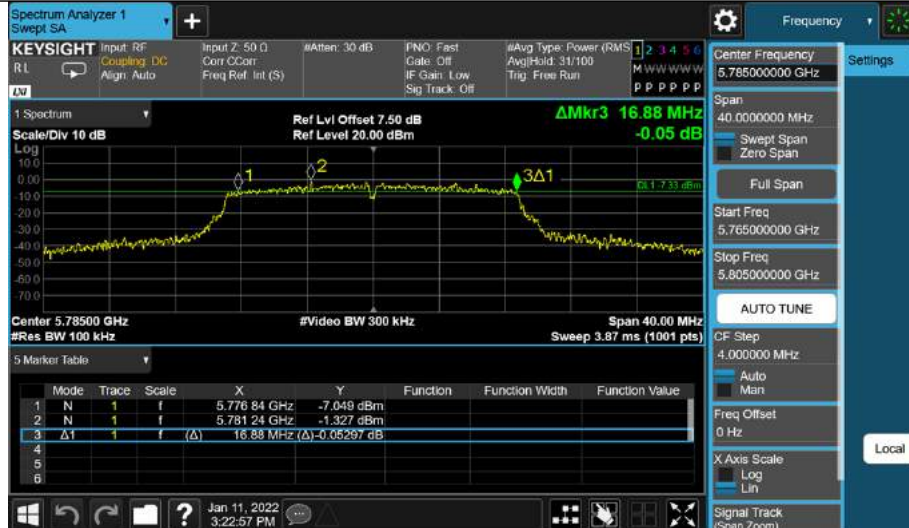 Spectrum Analyzer 1
Swept SA
+
Frequency
KEYSIGHT
RL
LXI
Input: RF
Coupling: DC
Align: Auto
Input Z: 50 Ω
Corr CCorr
Freq Ref: Int (S)
#Atten: 30 dB
PNO: Fast
Gate: Off
IF Gain: Low
Sig Track: Off
#Avg Type: Power (RMS
Avg|Hold: 31/100
Trig: Free Run
1 2 3 4 5 6
M W W W W W
P P P P P P
Center Frequency
5.785000000 GHz
Settings
1 Spectrum
Scale/Div 10 dB
Ref Lvl Offset 7.50 dB
Ref Level 20.00 dBm
ΔMkr3 16.88 MHz
-0.05 dB
Log
10.0
0.00
-10.0
-20.0
-30.0
-40.0
-50.0
-60.0
-70.0
1
2
3Δ1
DL1 -7.33 dBm
Center 5.78500 GHz
#Res BW 100 kHz
#Video BW 300 kHz
Span 40.00 MHz
Sweep 3.87 ms (1001 pts)
Span
40.0000000 MHz
Swept Span
Zero Span
Full Span
Start Freq
5.765000000 GHz
Stop Freq
5.805000000 GHz
AUTO TUNE
CF Step
4.000000 MHz
Auto
Man
Freq Offset
0 Hz
X Axis Scale
Log
Lin
Signal Track
(Span Zoom)
Local
5 Marker Table
Mode Trace Scale X Y Function Function Width Function Value
1 N 1 f 5.776 84 GHz -7.049 dBm
2 N 1 f 5.781 24 GHz -1.327 dBm
3 Δ1 1 f (Δ) 16.88 MHz (Δ) -0.05297 dB
4
5
6
?
Jan 11, 2022
3:22:57 PM